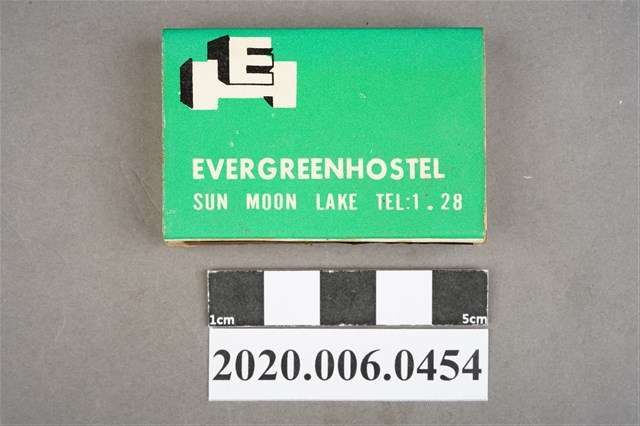 E
EVERGREENHOSTEL
SUN MOON LAKE TEL:1.28
1cm 5cm
2020.006.0454